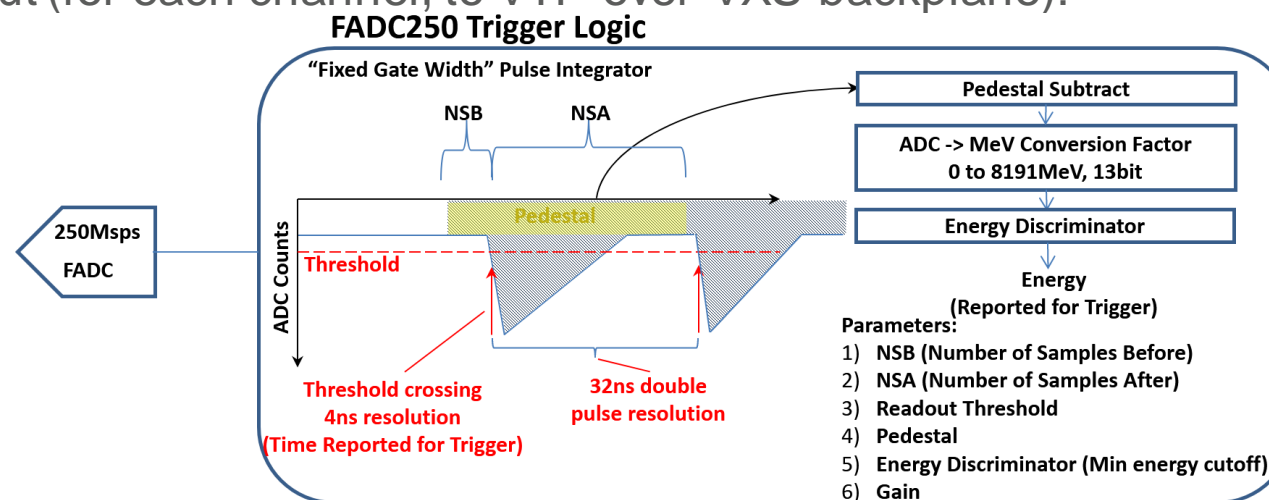 FADC250 Trigger Logic
"Fixed Gate Width" Pulse Integrator
NSB
NSA
Pedestal
Threshold
ADC Counts
250Msps
FADC
Threshold crossing
4ns resolution
(Time Reported for Trigger)
32ns double
pulse resolution
Pedestal Subtract
ADC -> MeV Conversion Factor
0 to 8191MeV, 13bit
Energy Discriminator
Energy
(Reported for Trigger)
Parameters:
1) NSB (Number of Samples Before)
2) NSA (Number of Samples After)
3) Readout Threshold
4) Pedestal
5) Energy Discriminator (Min energy cutoff)
6) Gain